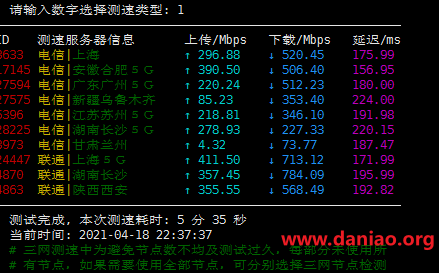 请输入数字选择测速类型: 1
ID 测速服务器信息 上传/Mbps 下载/Mbps 延迟/ms
3633 电信|上海 ↑ 296.88 ↓ 520.45 175.99
17145 电信|安徽合肥５Ｇ ↑ 390.50 ↓ 506.40 156.95
27594 电信|广东广州５Ｇ ↑ 220.24 ↓ 512.23 180.00
27575 电信|新疆乌鲁木齐 ↑ 85.23 ↓ 353.40 224.00
5396 电信|江苏苏州５Ｇ ↑ 218.81 ↓ 346.10 191.98
28225 电信|湖南长沙５Ｇ ↑ 278.93 ↓ 227.33 220.15
3973 电信|甘肃兰州 ↑ 4.32 ↓ 73.77 187.47
24447 联通|上海５Ｇ ↑ 411.50 ↓ 713.12 171.99
4870 联通|湖南长沙 ↑ 357.45 ↓ 784.09 195.99
4863 联通|陕西西安 ↑ 355.55 ↓ 568.49 192.82
测试完成, 本次测速耗时: 5 分 35 秒
当前时间: 2021-04-18 22:37:37
www.daniao.org
# 三网测速中为避免节点数不均及测试过久，每部分未使用所
# 有节点，如果需要使用全部节点，可分别选择三网节点检测